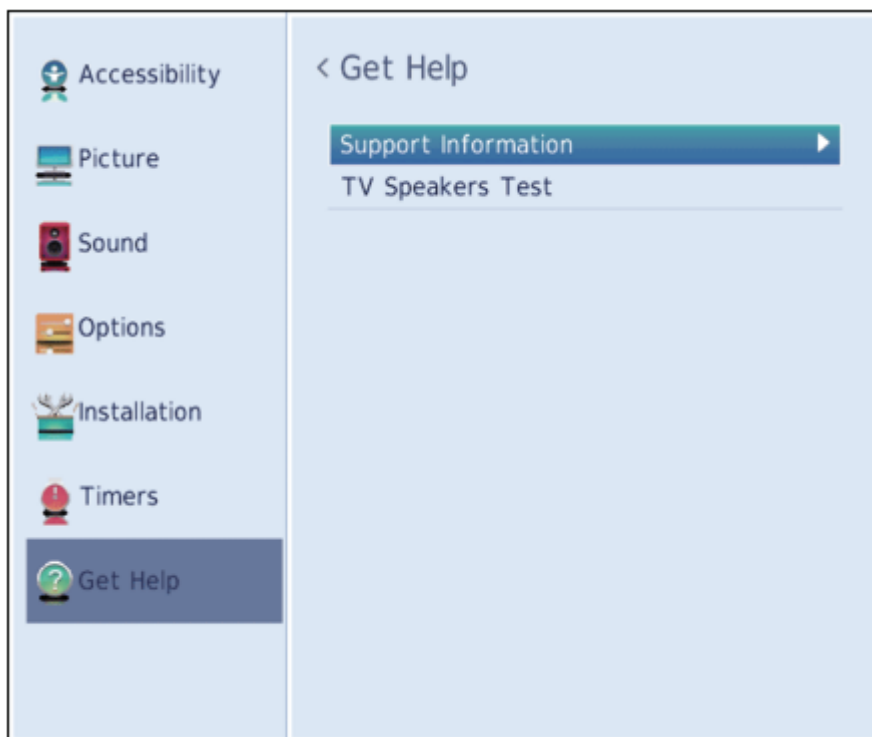 Accessibility
Picture
Sound
Options
Installation
Timers
Get Help
< Get Help
Support Information
TV Speakers Test